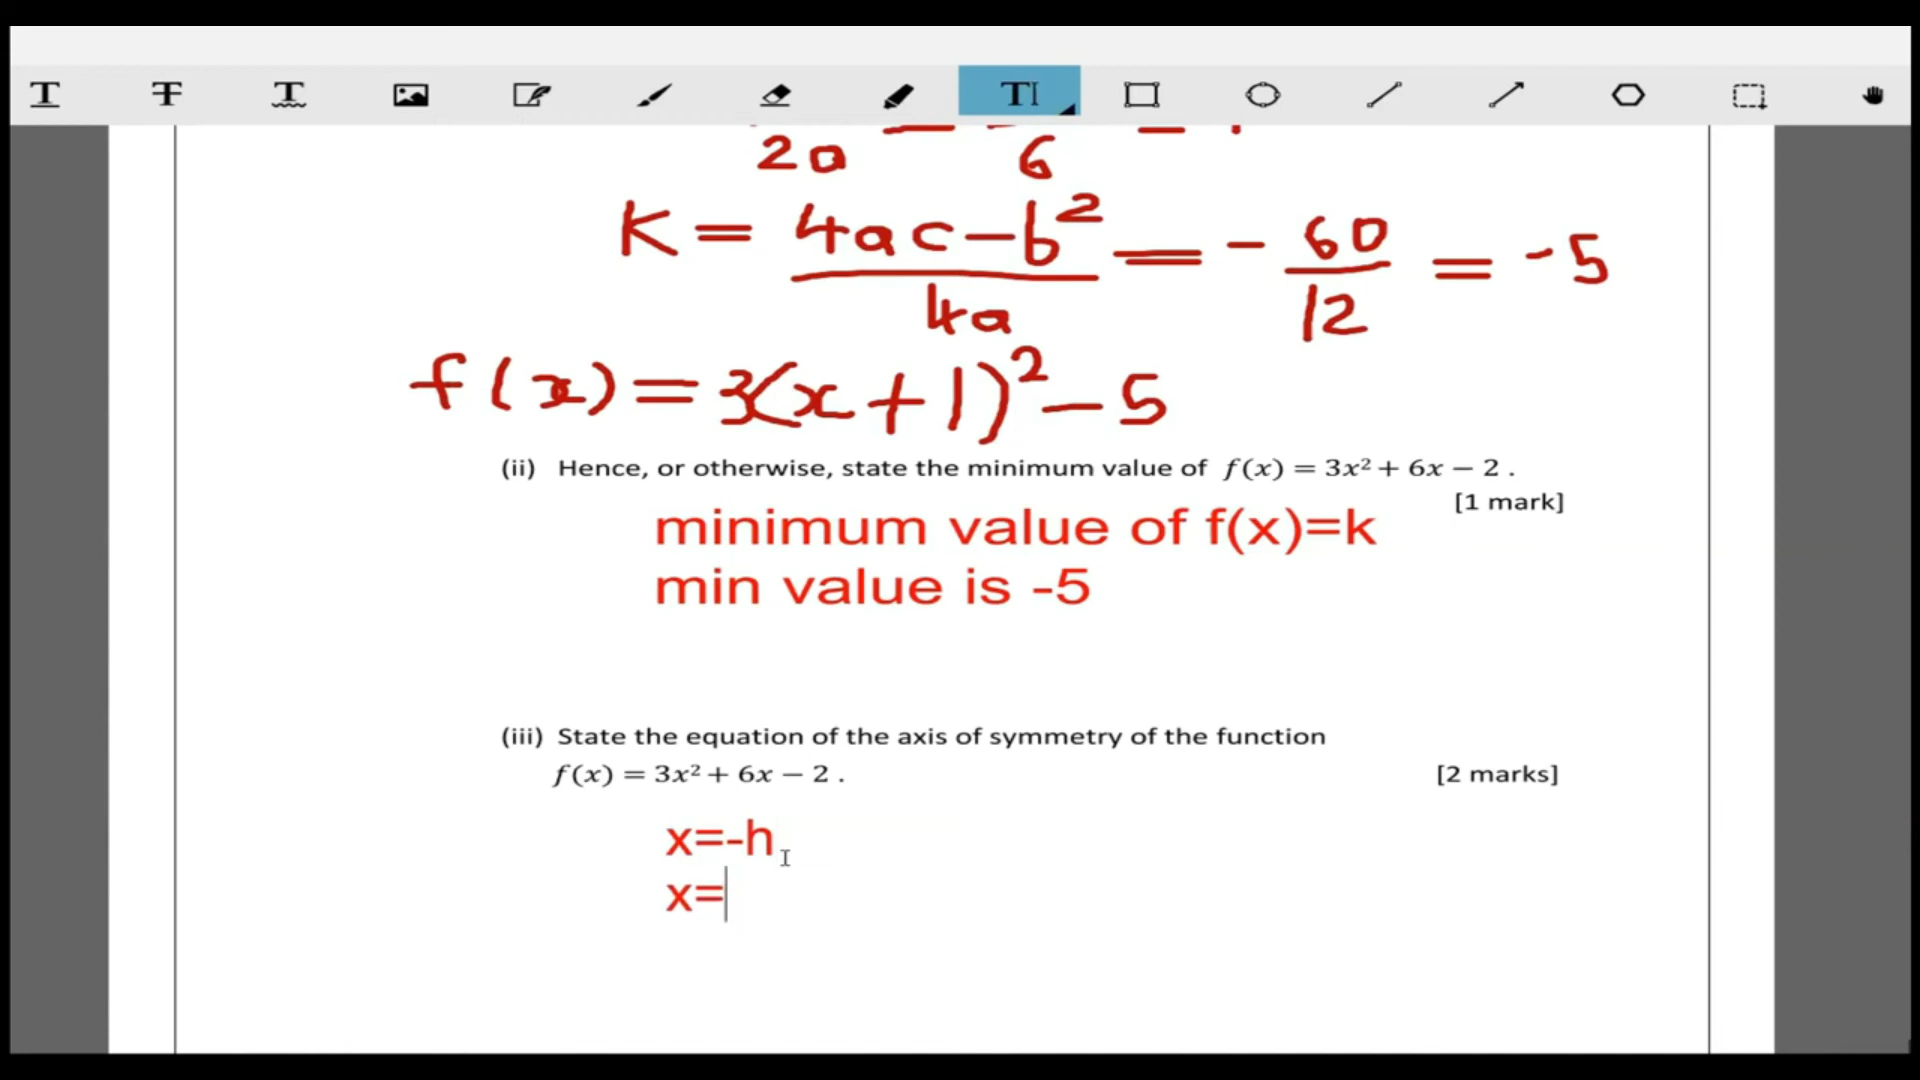 2a = 6 =
K = 4ac-b² / 4a = - 60 / 12 = -5
f(x) = 3(x+1)² - 5
(ii) Hence, or otherwise, state the minimum value of f(x) = 3x² + 6x − 2 .
[1 mark]
minimum value of f(x)=k
min value is -5
(iii) State the equation of the axis of symmetry of the function
f(x) = 3x² + 6x − 2 .
[2 marks]
x=-h
x=